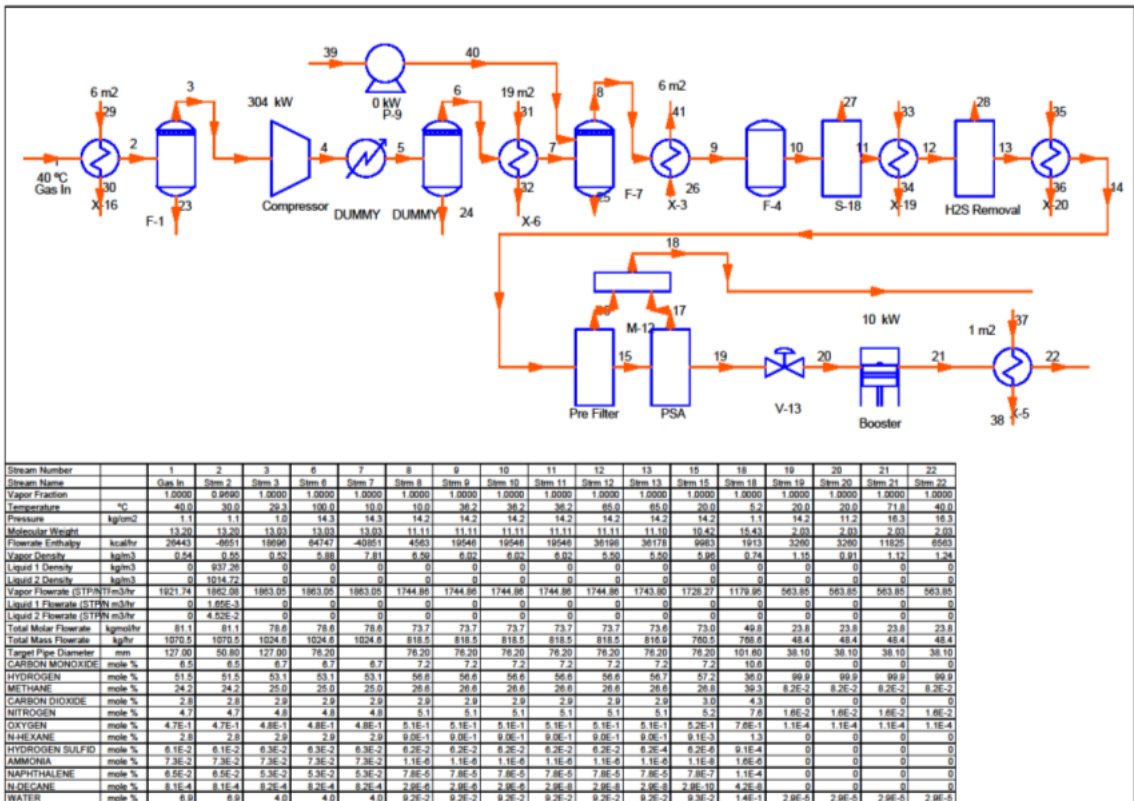 39 40
6 m2 3 304 kW 0 kW 6 19 m2 8 6 m2 27 33 28 35
29 P-9 31 41
2 4 5 7 9 10 11 12 13 14
40 ºC
Gas In
30 23 Compressor 24 32 25 F-7 26 34 36
X-16 F-1 DUMMY DUMMY X-6 X-3 F-4 S-18 X-19 H2S Removal X-20
18
M-12 17 10 kW 37
1 m2
15 19 20 21 22
Pre Filter PSA V-13 Booster 38 X-5
Stream Number 1 2 3 6 7 8 9 10 11 12 13 15 18 19 20 21 22
Stream Name Gas In Strm 2 Strm 3 Strm 6 Strm 7 Strm 8 Strm 9 Strm 10 Strm 11 Strm 12 Strm 13 Strm 15 Strm 18 Strm 19 Strm 20 Strm 21 Strm 22
Vapor Fraction 1.0000 0.9690 1.0000 1.0000 1.0000 1.0000 1.0000 1.0000 1.0000 1.0000 1.0000 1.0000 1.0000 1.0000 1.0000 1.0000 1.0000
Temperature ºC 40.0 30.0 29.3 100.0 10.0 10.0 36.2 36.2 36.2 65.0 65.0 20.0 5.2 20.0 20.0 71.8 40.0
Pressure kg/cm2 1.1 1.1 1.0 14.3 14.3 14.2 14.2 14.2 14.2 14.2 14.2 14.2 1.1 14.2 11.2 16.3 16.3
Molecular Weight 13.20 13.20 13.03 13.03 13.03 11.11 11.11 11.11 11.11 11.11 11.10 10.42 15.43 2.03 2.03 2.03 2.03
Flowrate Enthalpy kcal/hr 26443 -6651 18696 64747 -40851 4563 19546 19546 19546 36198 36178 9983 1913 3260 3260 11825 6563
Vapor Density kg/m3 0.54 0.55 0.52 5.88 7.81 6.59 6.02 6.02 6.02 5.50 5.50 5.96 0.74 1.15 0.91 1.12 1.24
Liquid 1 Density kg/m3 0 937.26 0 0 0 0 0 0 0 0 0 0 0 0 0 0 0
Liquid 2 Density kg/m3 0 1014.72 0 0 0 0 0 0 0 0 0 0 0 0 0 0 0
Vapor Flowrate (STP/NTP m3/hr 1921.74 1862.08 1863.05 1863.05 1863.05 1744.86 1744.86 1744.86 1744.86 1744.86 1743.80 1728.27 1179.95 563.85 563.85 563.85 563.85
Liquid 1 Flowrate (STP/N m3/hr 0 1.65E-3 0 0 0 0 0 0 0 0 0 0 0 0 0 0 0
Liquid 2 Flowrate (STP/N m3/hr 0 4.52E-2 0 0 0 0 0 0 0 0 0 0 0 0 0 0 0
Total Molar Flowrate kgmol/hr 81.1 81.1 78.6 78.6 78.6 73.7 73.7 73.7 73.7 73.7 73.6 73.0 49.8 23.8 23.8 23.8 23.8
Total Mass Flowrate kg/hr 1070.5 1070.5 1024.6 1024.6 1024.6 818.5 818.5 818.5 818.5 818.5 816.9 760.5 768.6 48.4 48.4 48.4 48.4
Target Pipe Diameter mm 127.00 50.80 127.00 76.20 76.20 76.20 76.20 76.20 76.20 76.20 76.20 101.60 38.10 38.10 38.10 38.10
CARBON MONOXIDE mole % 6.5 6.5 6.7 6.7 6.7 7.2 7.2 7.2 7.2 7.2 7.2 7.2 10.6 0 0 0 0
HYDROGEN mole % 51.5 51.5 53.1 53.1 53.1 56.6 56.6 56.6 56.6 56.6 56.7 57.2 36.0 99.9 99.9 99.9 99.9
METHANE mole % 24.2 24.2 25.0 25.0 25.0 26.6 26.6 26.6 26.6 26.6 26.6 26.8 39.3 8.2E-2 8.2E-2 8.2E-2 8.2E-2
CARBON DIOXIDE mole % 2.8 2.8 2.9 2.9 2.9 2.9 2.9 2.9 2.9 2.9 2.9 3.0 4.3 0 0 0 0
NITROGEN mole % 4.7 4.7 4.8 4.8 4.8 5.1 5.1 5.1 5.1 5.1 5.1 5.2 7.6 1.6E-2 1.6E-2 1.6E-2 1.6E-2
OXYGEN mole % 4.7E-1 4.7E-1 4.8E-1 4.8E-1 4.8E-1 5.1E-1 5.1E-1 5.1E-1 5.1E-1 5.1E-1 5.1E-1 5.2E-1 7.6E-1 1.1E-4 1.1E-4 1.1E-4 1.1E-4
N-HEXANE mole % 2.8 2.8 2.9 2.9 2.9 9.0E-1 9.0E-1 9.0E-1 9.0E-1 9.0E-1 9.0E-1 9.1E-3 1.3 0 0 0 0
HYDROGEN SULFID mole % 6.1E-2 6.1E-2 6.3E-2 6.3E-2 6.3E-2 6.2E-2 6.2E-2 6.2E-2 6.2E-2 6.2E-2 6.2E-4 6.2E-6 9.1E-4 0 0 0 0
AMMONIA mole % 7.3E-2 7.3E-2 7.3E-2 7.3E-2 7.3E-2 1.1E-6 1.1E-6 1.1E-6 1.1E-6 1.1E-6 1.1E-6 1.1E-8 1.6E-6 0 0 0 0
NAPHTHALENE mole % 6.5E-2 6.5E-2 5.3E-2 5.3E-2 5.3E-2 7.8E-5 7.8E-5 7.8E-5 7.8E-5 7.8E-5 7.8E-5 7.8E-7 1.1E-4 0 0 0 0
N-DECANE mole % 8.1E-4 8.1E-4 8.2E-4 8.2E-4 8.2E-4 2.9E-6 2.9E-6 2.9E-6 2.9E-8 2.9E-8 2.9E-8 2.9E-10 4.2E-8 0 0 0 0
WATER mole % 6.9 6.9 4.0 4.0 4.0 9.2E-2 9.2E-2 9.2E-2 9.2E-2 9.2E-2 9.2E-2 9.3E-2 1.4E-1 2.9E-5 2.9E-5 2.9E-5 2.9E-5